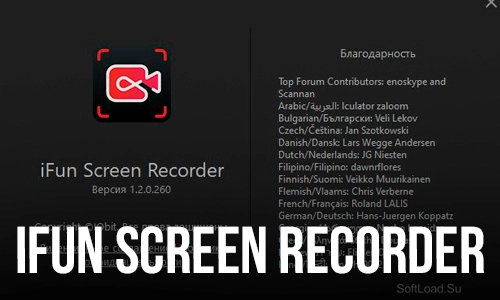 iFun Screen Recorder
Версия 1.2.0.260
Благодарность
Top Forum Contributors: enoskype and
Scannan
Arabic/العربية: Iculator zaloom
Bulgarian/Български: Veli Lekov
Czech/Čeština: Jan Szotkowski
Danish/Dansk: Lars Wegge Andersen
Dutch/Nederlands: JG Niesten
Filipino/Filipino: dawnflores
Finnish/Suomi: Veikko Muurikainen
Flemish/Vlaams: Chris Verberne
French/Français: Roland LALIS
German/Deutsch: Hans-Juergen Koppatz
IFUN SCREEN RECORDER
SoftLoad.Su